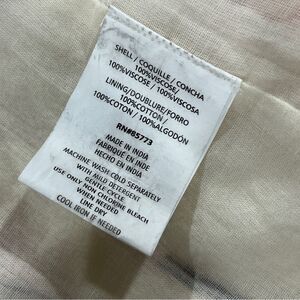 SHELL / COQUILLE / CONCHA
100%VISCOSE/
100%VISCOSE / 100%VISCOSA
LINING/DOUBLURE/FORRO
100%COTTON/
100%COTON / 100%ALGODÓN
RN#85773
MADE IN INDIA
FABRIQUE EN INDE
HECHO EN INDE
MACHINE WASH COLD SEPARATELY
WITH MILD DETERGENT
GENTLE CYCLE
USE ONLY NON CHLORINE BLEACH
WHEN NEEDED
LINE DRY
COOL IRON IF NEEDED